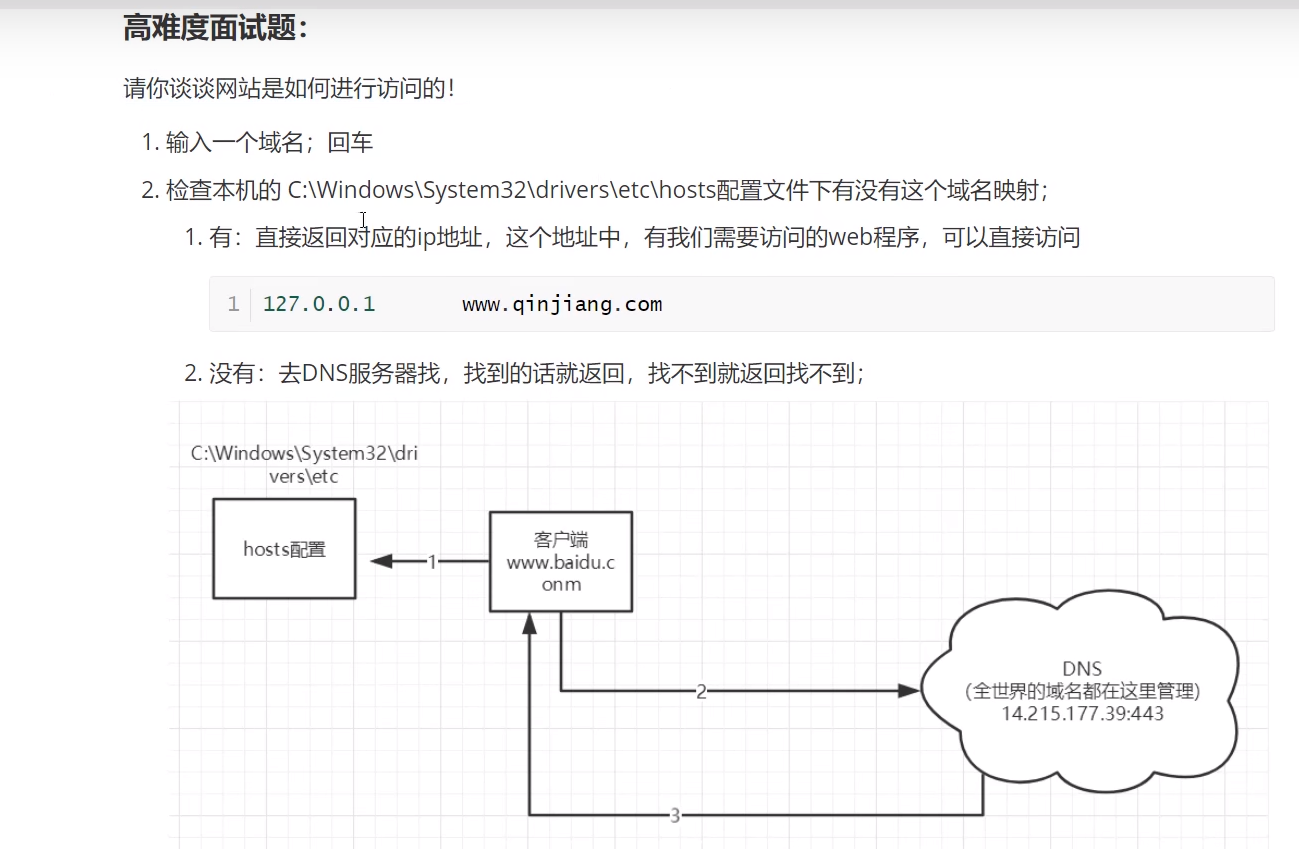 高难度面试题：
请你谈谈网站是如何进行访问的！
1. 输入一个域名；回车
2. 检查本机的 C:\Windows\System32\drivers\etc\hosts配置文件下有没有这个域名映射；
1. 有：直接返回对应的ip地址，这个地址中，有我们需要访问的web程序，可以直接访问
1 127.0.0.1 www.qinjiang.com
2. 没有：去DNS服务器找，找到的话就返回，找不到就返回找不到；
C:\Windows\System32\dri
vers\etc
hosts配置
1
客户端
www.baidu.c
onm
2
DNS
(全世界的域名都在这里管理)
14.215.177.39:443
3